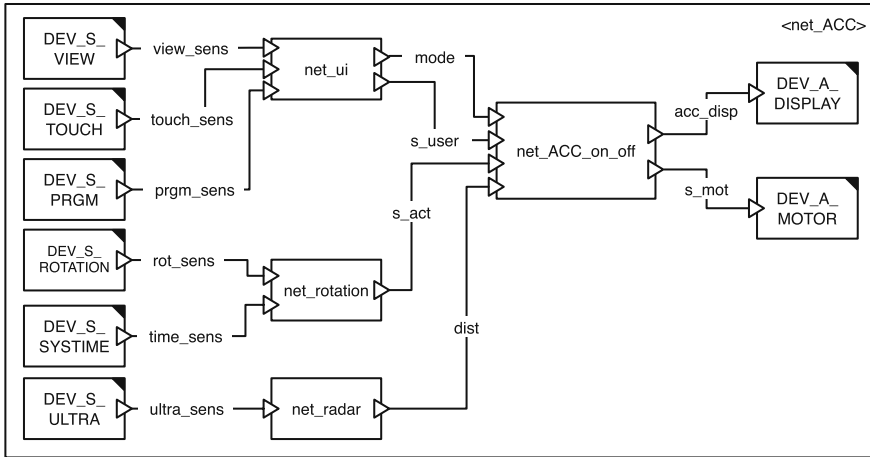 <net_ACC>
DEV_S_
VIEW
view_sens
net_ui
mode
DEV_A_
DISPLAY
acc_disp
DEV_S_
TOUCH
touch_sens
s_user
net_ACC_on_off
DEV_S_
PRGM
prgm_sens
s_act
s_mot
DEV_A_
MOTOR
DEV_S_
ROTATION
rot_sens
net_rotation
DEV_S_
SYSTIME
time_sens
dist
DEV_S_
ULTRA
ultra_sens
net_radar